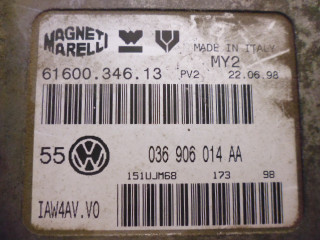 MAGNETI
MARELLI
MADE IN ITALY
MY2
61600.346.13 PV2 22.06.98
55 036 906 014 AA
151UJM68 173 98
IAW4AV.V0